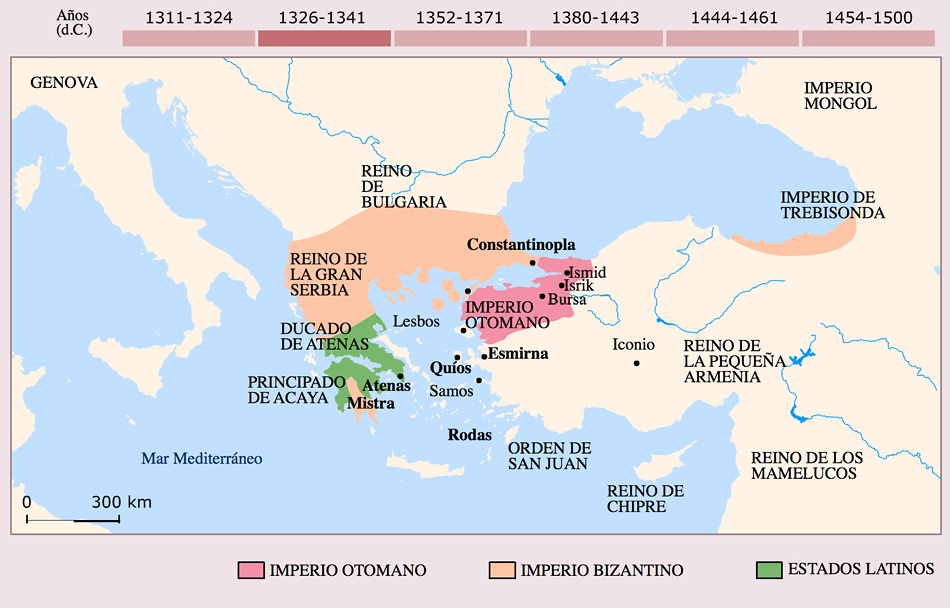 Años
(d.C.)
1311-1324
1326-1341
1352-1371
1380-1443
1444-1461
1454-1500
GENOVA
IMPERIO
MONGOL
REINO
DE
BULGARIA
IMPERIO DE
TREBISONDA
Constantinopla
REINO DE
LA GRAN
SERBIA
Ismid
Isrik
Bursa
IMPERIO
OTOMANO
Lesbos
DUCADO
DE ATENAS
Iconio
REINO DE
LA PEQUEÑA
ARMENIA
Esmirna
Quíos
PRINCIPADO
DE ACAYA
Atenas
Samos
Mistra
Rodas
ORDEN DE
SAN JUAN
Mar Mediterráneo
REINO DE LOS
MAMELUCOS
REINO DE
CHIPRE
0
300 km
IMPERIO OTOMANO
IMPERIO BIZANTINO
ESTADOS LATINOS